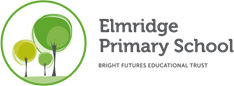 Elmridge
Primary School
BRIGHT FUTURES EDUCATIONAL TRUST